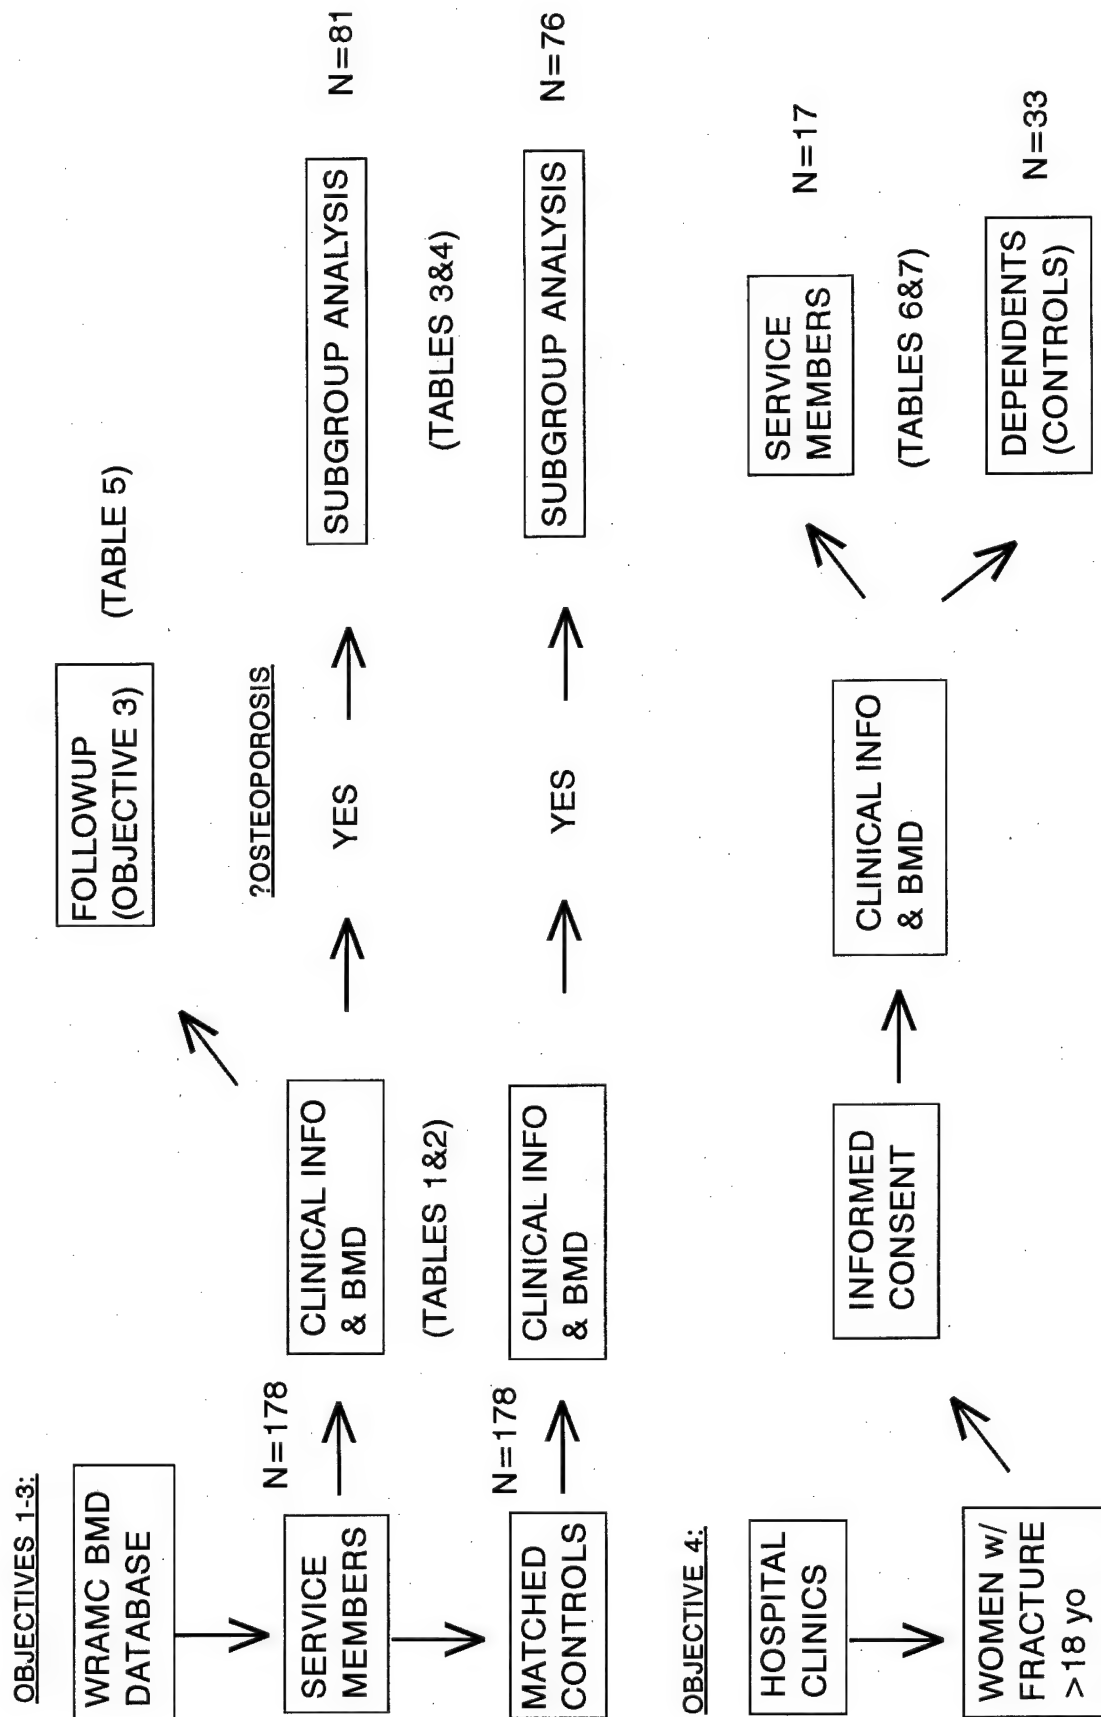 OBJECTIVES 1-3:
WRAMC BMD
DATABASE
FOLLOWUP
(OBJECTIVE 3)
(TABLE 5)
?OSTEOPOROSIS
SERVICE
MEMBERS
N=178
CLINICAL INFO
& BMD
YES
SUBGROUP ANALYSIS
N=81
(TABLES 1&2)
(TABLES 3&4)
MATCHED
CONTROLS
N=178
CLINICAL INFO
& BMD
YES
SUBGROUP ANALYSIS
N=76
OBJECTIVE 4:
HOSPITAL
CLINICS
WOMEN w/
FRACTURE
>18 yo
INFORMED
CONSENT
CLINICAL INFO
& BMD
SERVICE
MEMBERS
N=17
(TABLES 6&7)
DEPENDENTS
(CONTROLS)
N=33